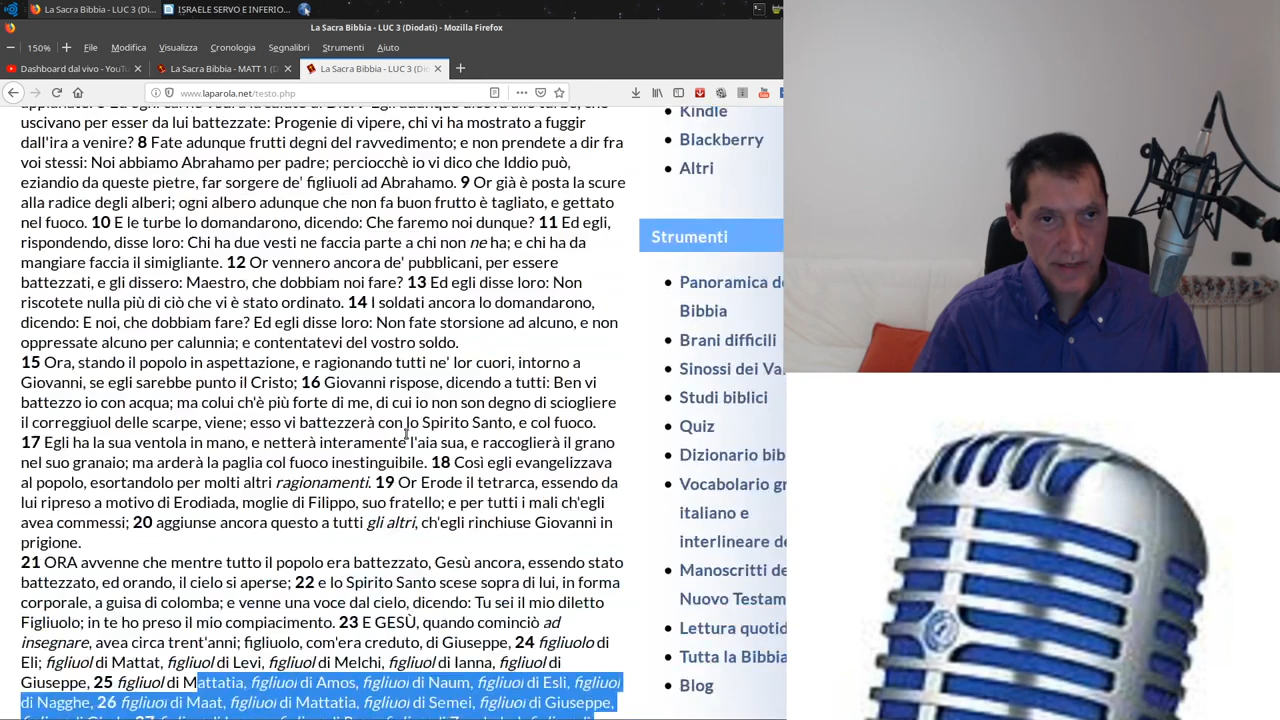 La Sacra Bibbia - LUC 3 (Di...
ISRAELE SERVO E INFERIO...
La Sacra Bibbia - LUC 3 (Diodati) - Mozilla Firefox
150%
File Modifica Visualizza Cronologia Segnalibri Strumenti Aiuto
Dashboard dal vivo - YouTu
La Sacra Bibbia - MATT 1 (D
La Sacra Bibbia - LUC 3 (Dio
www.laparola.net/testo.php
uscivano per esser da lui battezzate: Progenie di vipere, chi vi ha mostrato a fuggir
dall'ira a venire? 8 Fate adunque frutti degni del ravvedimento; e non prendete a dir fra
voi stessi: Noi abbiamo Abrahamo per padre; perciocchè io vi dico che Iddio può,
eziandio da queste pietre, far sorgere de' figliuoli ad Abrahamo. 9 Or già è posta la scure
alla radice degli alberi; ogni albero adunque che non fa buon frutto è tagliato, e gettato
nel fuoco. 10 E le turbe lo domandarono, dicendo: Che faremo noi dunque? 11 Ed egli,
rispondendo, disse loro: Chi ha due vesti ne faccia parte a chi non ne ha; e chi ha da
mangiare faccia il simigliante. 12 Or vennero ancora de' pubblicani, per essere
battezzati, e gli dissero: Maestro, che dobbiam noi fare? 13 Ed egli disse loro: Non
riscotete nulla più di ciò che vi è stato ordinato. 14 I soldati ancora lo domandarono,
dicendo: E noi, che dobbiam fare? Ed egli disse loro: Non fate storsione ad alcuno, e non
oppressate alcuno per calunnia; e contentatevi del vostro soldo.
15 Ora, stando il popolo in aspettazione, e ragionando tutti ne' lor cuori, intorno a
Giovanni, se egli sarebbe punto il Cristo; 16 Giovanni rispose, dicendo a tutti: Ben vi
battezzo io con acqua; ma colui ch'è più forte di me, di cui io non son degno di sciogliere
il correggiuol delle scarpe, viene; esso vi battezzerà con lo Spirito Santo, e col fuoco.
17 Egli ha la sua ventola in mano, e netterà interamente l'aia sua, e raccoglierà il grano
nel suo granaio; ma arderà la paglia col fuoco inestinguibile. 18 Così egli evangelizzava
al popolo, esortandolo per molti altri ragionamenti. 19 Or Erode il tetrarca, essendo da
lui ripreso a motivo di Erodiada, moglie di Filippo, suo fratello; e per tutti i mali ch'egli
avea commessi; 20 aggiunse ancora questo a tutti gli altri, ch'egli rinchiuse Giovanni in
prigione.
21 ORA avvenne che mentre tutto il popolo era battezzato, Gesù ancora, essendo stato
battezzato, ed orando, il cielo si aperse; 22 e lo Spirito Santo scese sopra di lui, in forma
corporale, a guisa di colomba; e venne una voce dal cielo, dicendo: Tu sei il mio diletto
Figliuolo; in te ho preso il mio compiacimento. 23 E GESÙ, quando cominciò ad
insegnare, avea circa trent'anni; figliuolo, com'era creduto, di Giuseppe, 24 figliuolo di
Eli; figliuol di Mattat, figliuol di Levi, figliuol di Melchi, figliuol di Ianna, figliuol di
Giuseppe, 25 figliuol di Mattatia, figliuol di Amos, figliuol di Naum, figliuol di Esli, figliuol
di Nagghe, 26 figliuol di Maat, figliuol di Mattatia, figliuol di Semei, figliuol di Giuseppe,
Kindle
Blackberry
Altri
Strumenti
Panoramica de
Bibbia
Brani difficili
Sinossi dei Va
Studi biblici
Quiz
Dizionario bib
Vocabolario gr
italiano e
interlineare de
Manoscritti de
Nuovo Testam
Lettura quotid
Tutta la Bibbia
Blog